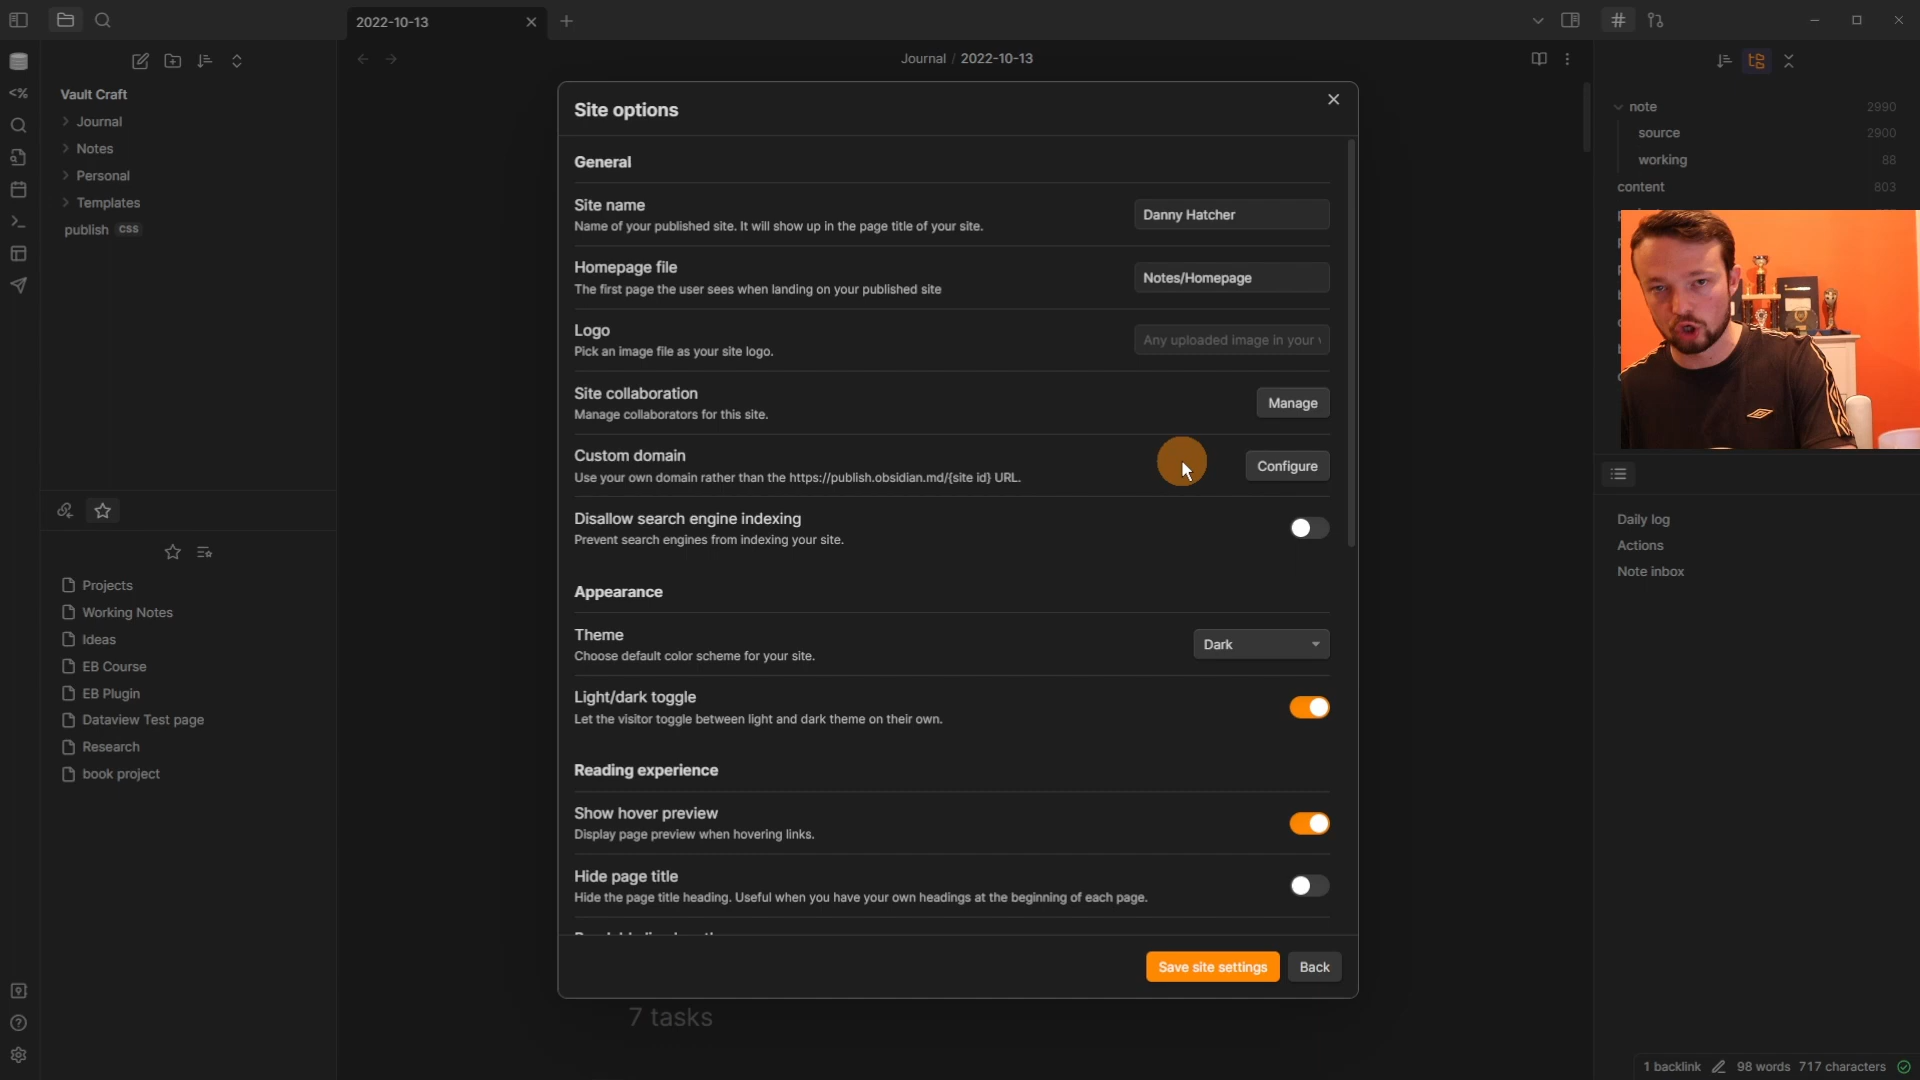 2022-10-13
Journal / 2022-10-13
Vault Craft
Journal
Notes
Personal
Templates
publish CSS
Projects
Working Notes
Ideas
EB Course
EB Plugin
Dataview Test page
Research
book project
Site options
General
Site name
Name of your published site. It will show up in the page title of your site.
Danny Hatcher
Homepage file
The first page the user sees when landing on your published site
Notes/Homepage
Logo
Pick an image file as your site logo.
Any uploaded image in your
Site collaboration
Manage collaborators for this site.
Manage
Custom domain
Use your own domain rather than the https://publish.obsidian.md/{site id} URL.
Configure
Disallow search engine indexing
Prevent search engines from indexing your site.
Appearance
Theme
Choose default color scheme for your site.
Dark
Light/dark toggle
Let the visitor toggle between light and dark theme on their own.
Reading experience
Show hover preview
Display page preview when hovering links.
Hide page title
Hide the page title heading. Useful when you have your own headings at the beginning of each page.
Save site settings
Back
7 tasks
note 2990
source 2900
working 88
content 803
Daily log
Actions
Note inbox
1 backlink 98 words 717 characters